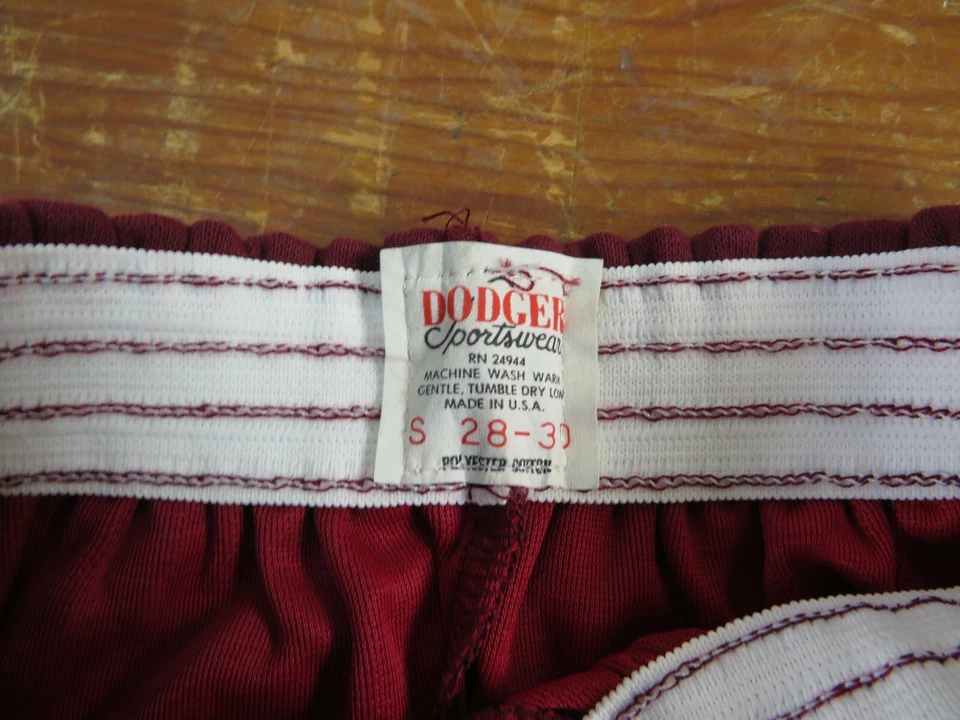 DODGER
Sportswear
RN 24944
MACHINE WASH WARM
GENTLE, TUMBLE DRY LOW
MADE IN U.S.A.
S 28-30
POLYESTER COTTON